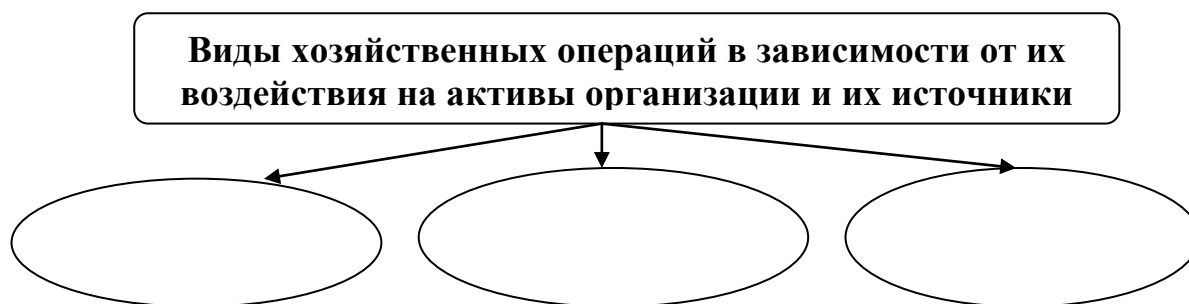 Виды хозяйственных операций в зависимости от их
воздействия на активы организации и их источники